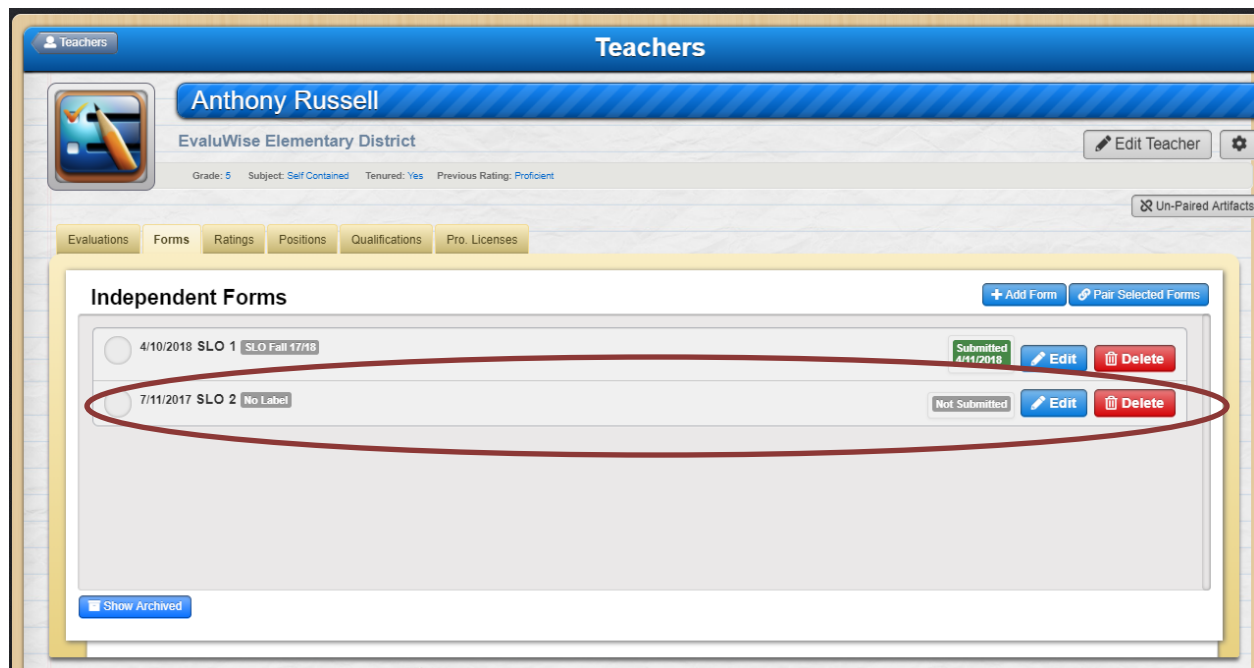 Teachers
Teachers
Anthony Russell
EvaluWise Elementary District
Edit Teacher
Grade: 5 Subject: Self Contained Tenured: Yes Previous Rating: Proficient
Un-Paired Artifacts
Evaluations Forms Ratings Positions Qualifications Pro. Licenses
Independent Forms
Add Form Pair Selected Forms
4/10/2018 SLO 1 SLO Fall 17/18
Submitted
4/11/2018
Edit Delete
7/11/2017 SLO 2 No Label Not Submitted Edit Delete
Show Archived